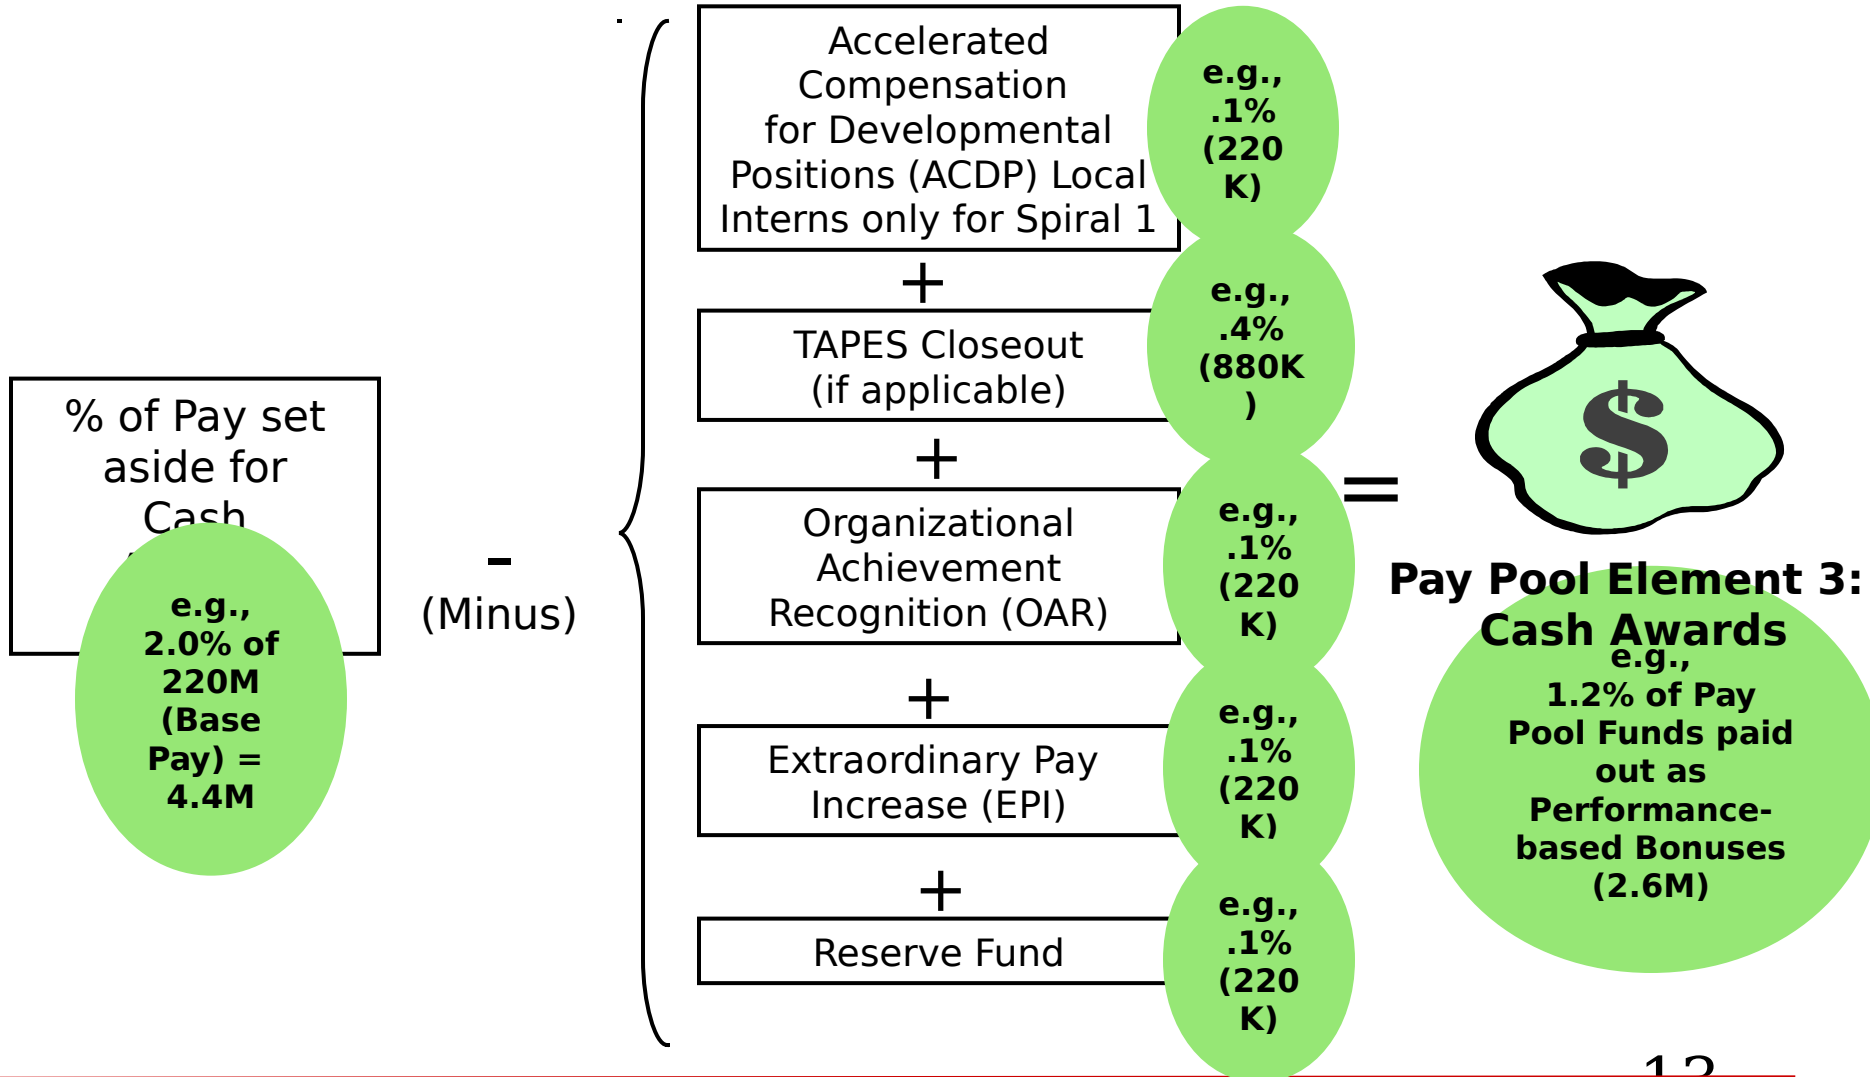 % of Pay set
aside for
Cash
e.g.,
2.0% of
220M
(Base
Pay) =
4.4M
-
(Minus)
Accelerated
Compensation
for Developmental
Positions (ACDP) Local
Interns only for Spiral 1
e.g.,
.1%
(220
K)
+
TAPES Closeout
(if applicable)
e.g.,
.4%
(880K
)
+
Organizational
Achievement
Recognition (OAR)
e.g.,
.1%
(220
K)
+
Extraordinary Pay
Increase (EPI)
e.g.,
.1%
(220
K)
+
Reserve Fund
e.g.,
.1%
(220
K)
=
$
Pay Pool Element 3:
Cash Awards
e.g.,
1.2% of Pay
Pool Funds paid
out as
Performance-
based Bonuses
(2.6M)